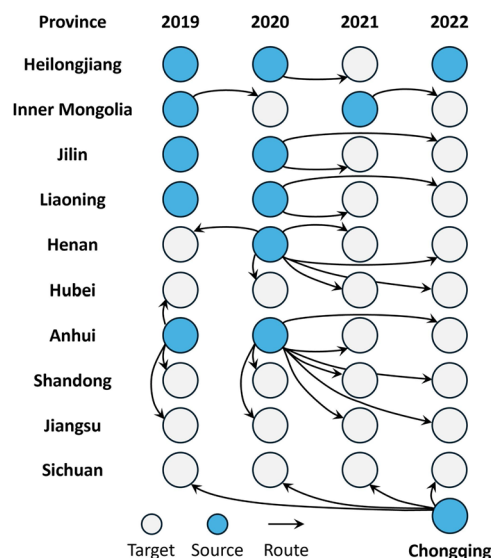 Province 2019 2020 2021 2022
Heilongjiang
Inner Mongolia
Jilin
Liaoning
Henan
Hubei
Anhui
Shandong
Jiangsu
Sichuan
Target Source Route Chongqing